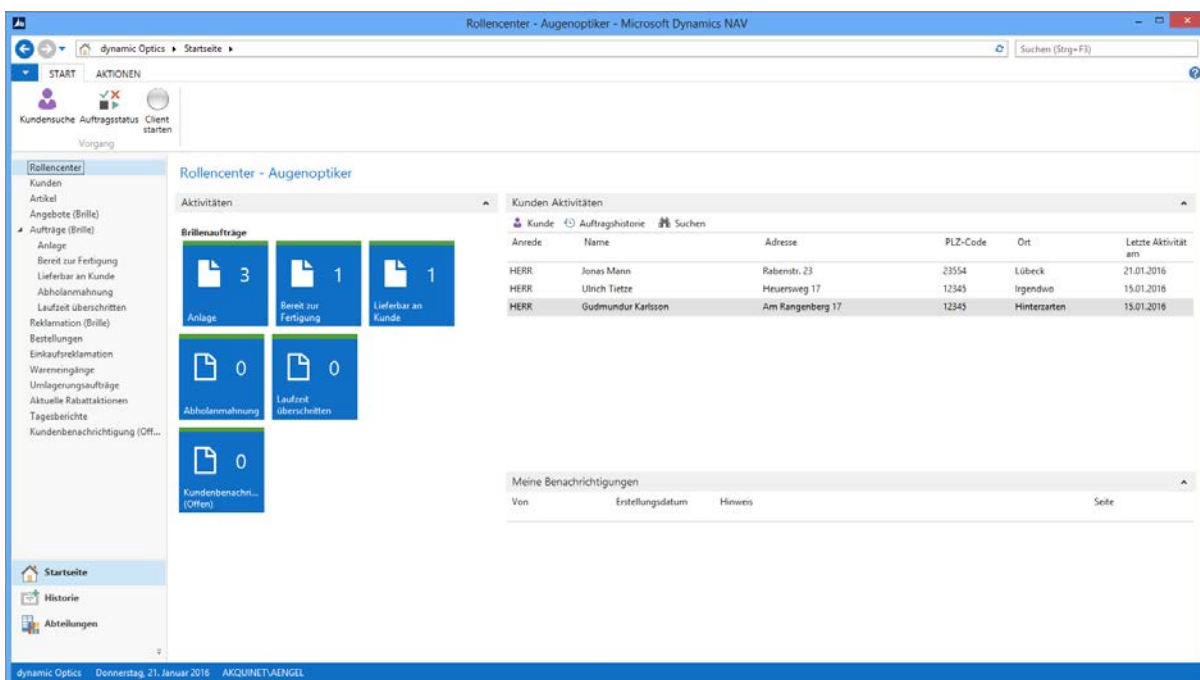 Rollencenter - Augenoptiker - Microsoft Dynamics NAV
dynamic Optics ▸ Startseite ▸
Suchen (Strg+F3)
START AKTIONEN
Kundensuche Auftragsstatus Client starten
Vorgang
Rollencenter
Kunden
Artikel
Angebote (Brille)
Aufträge (Brille)
Anlage
Bereit zur Fertigung
Lieferbar an Kunde
Abholanmahnung
Laufzeit überschritten
Reklamation (Brille)
Bestellungen
Einkaufsreklamation
Wareneingänge
Umlagerungsaufträge
Aktuelle Rabattaktionen
Tagesberichte
Kundenbenachrichtigung (Off...
Startseite
Historie
Abteilungen
Rollencenter - Augenoptiker
Aktivitäten
Brillenaufträge
3
Anlage
1
Bereit zur
Fertigung
1
Lieferbar an
Kunde
0
Abholanmahnung
0
Laufzeit
überschritten
0
Kundenbenachri...
(Offen)
Kunden Aktivitäten
Kunde Auftragshistorie Suchen
Anrede Name Adresse PLZ-Code Ort Letzte Aktivität am
HERR Jonas Mann Rabenstr. 23 23554 Lübeck 21.01.2016
HERR Ulrich Tietze Heuersweg 17 12345 Irgendwo 15.01.2016
HERR Gudmundur Karlsson Am Rangenberg 17 12345 Hinterzarten 15.01.2016
Meine Benachrichtigungen
Von Erstellungsdatum Hinweis Seite
dynamic Optics Donnerstag, 21. Januar 2016 AKQUINET\AENGEL